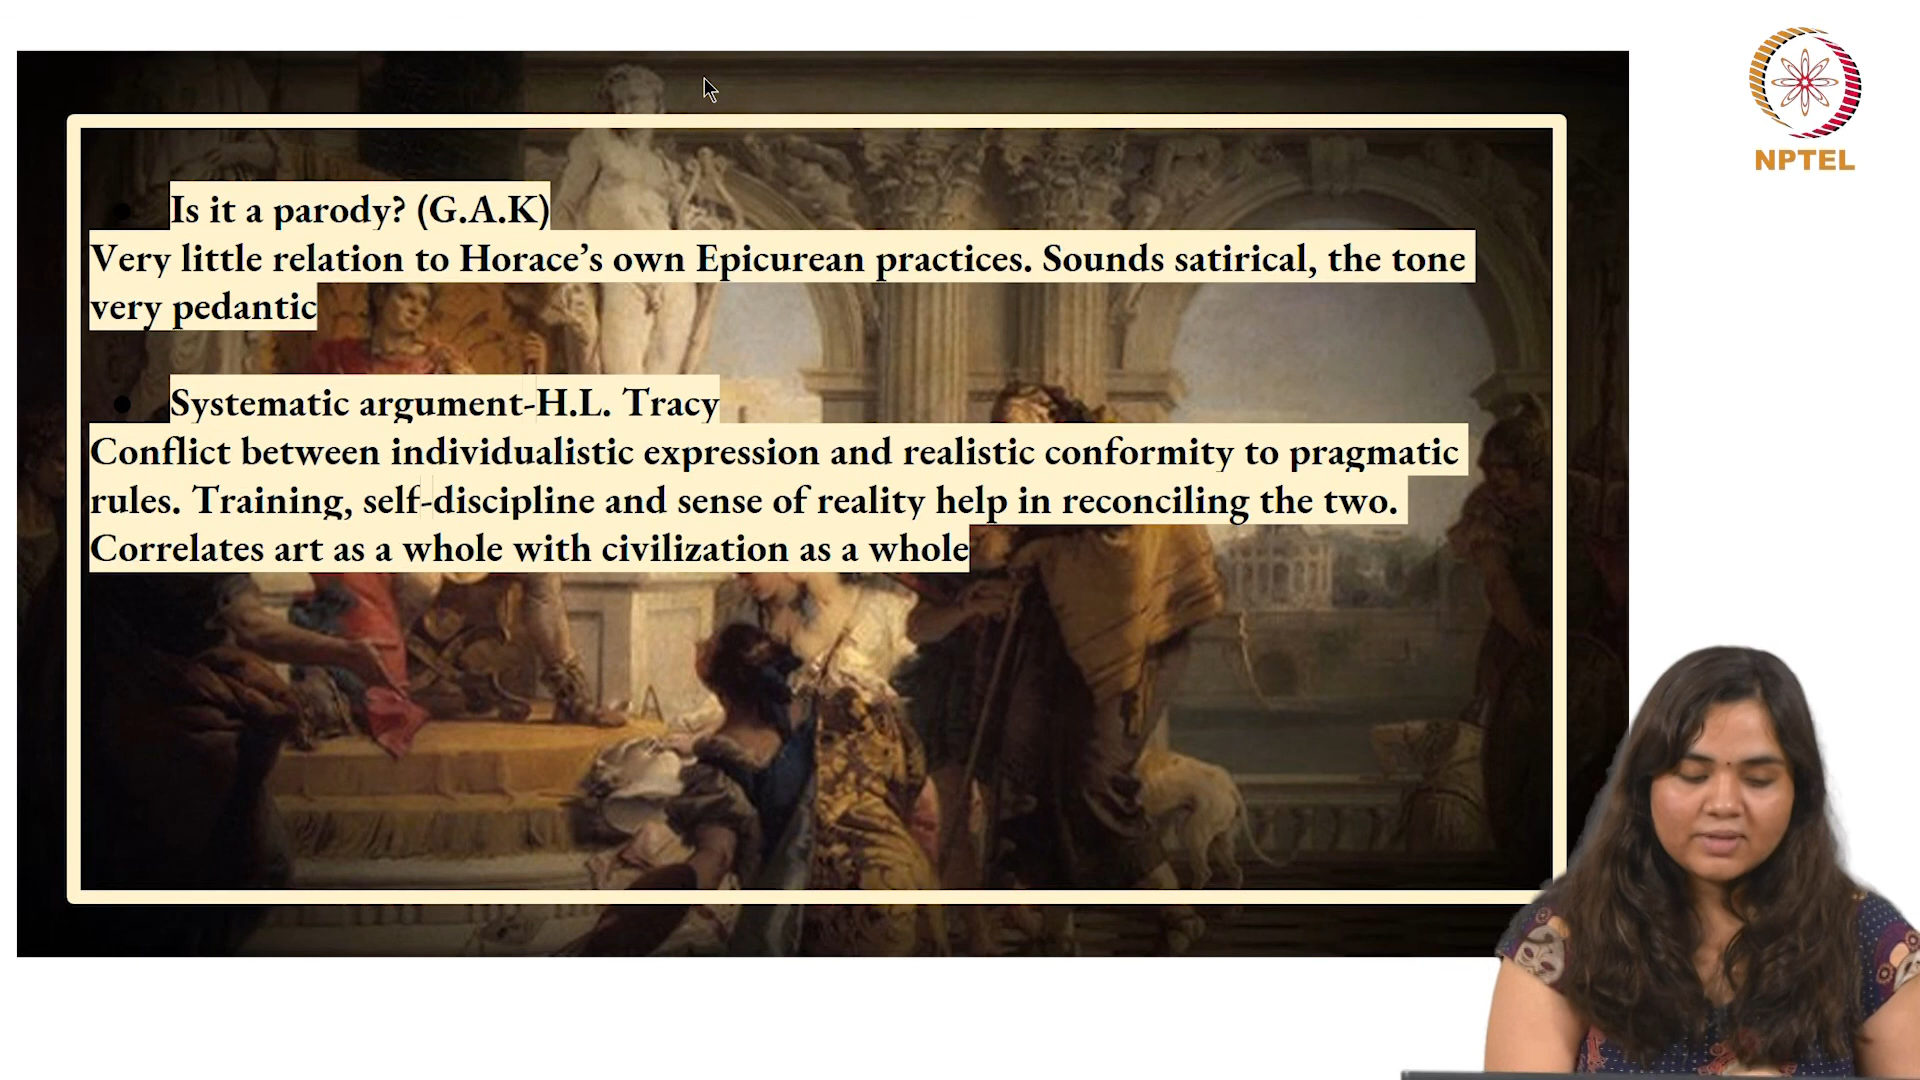 NPTEL
Is it a parody? (G.A.K)
Very little relation to Horace’s own Epicurean practices. Sounds satirical, the tone
very pedantic
Systematic argument-H.L. Tracy
Conflict between individualistic expression and realistic conformity to pragmatic
rules. Training, self-discipline and sense of reality help in reconciling the two.
Correlates art as a whole with civilization as a whole